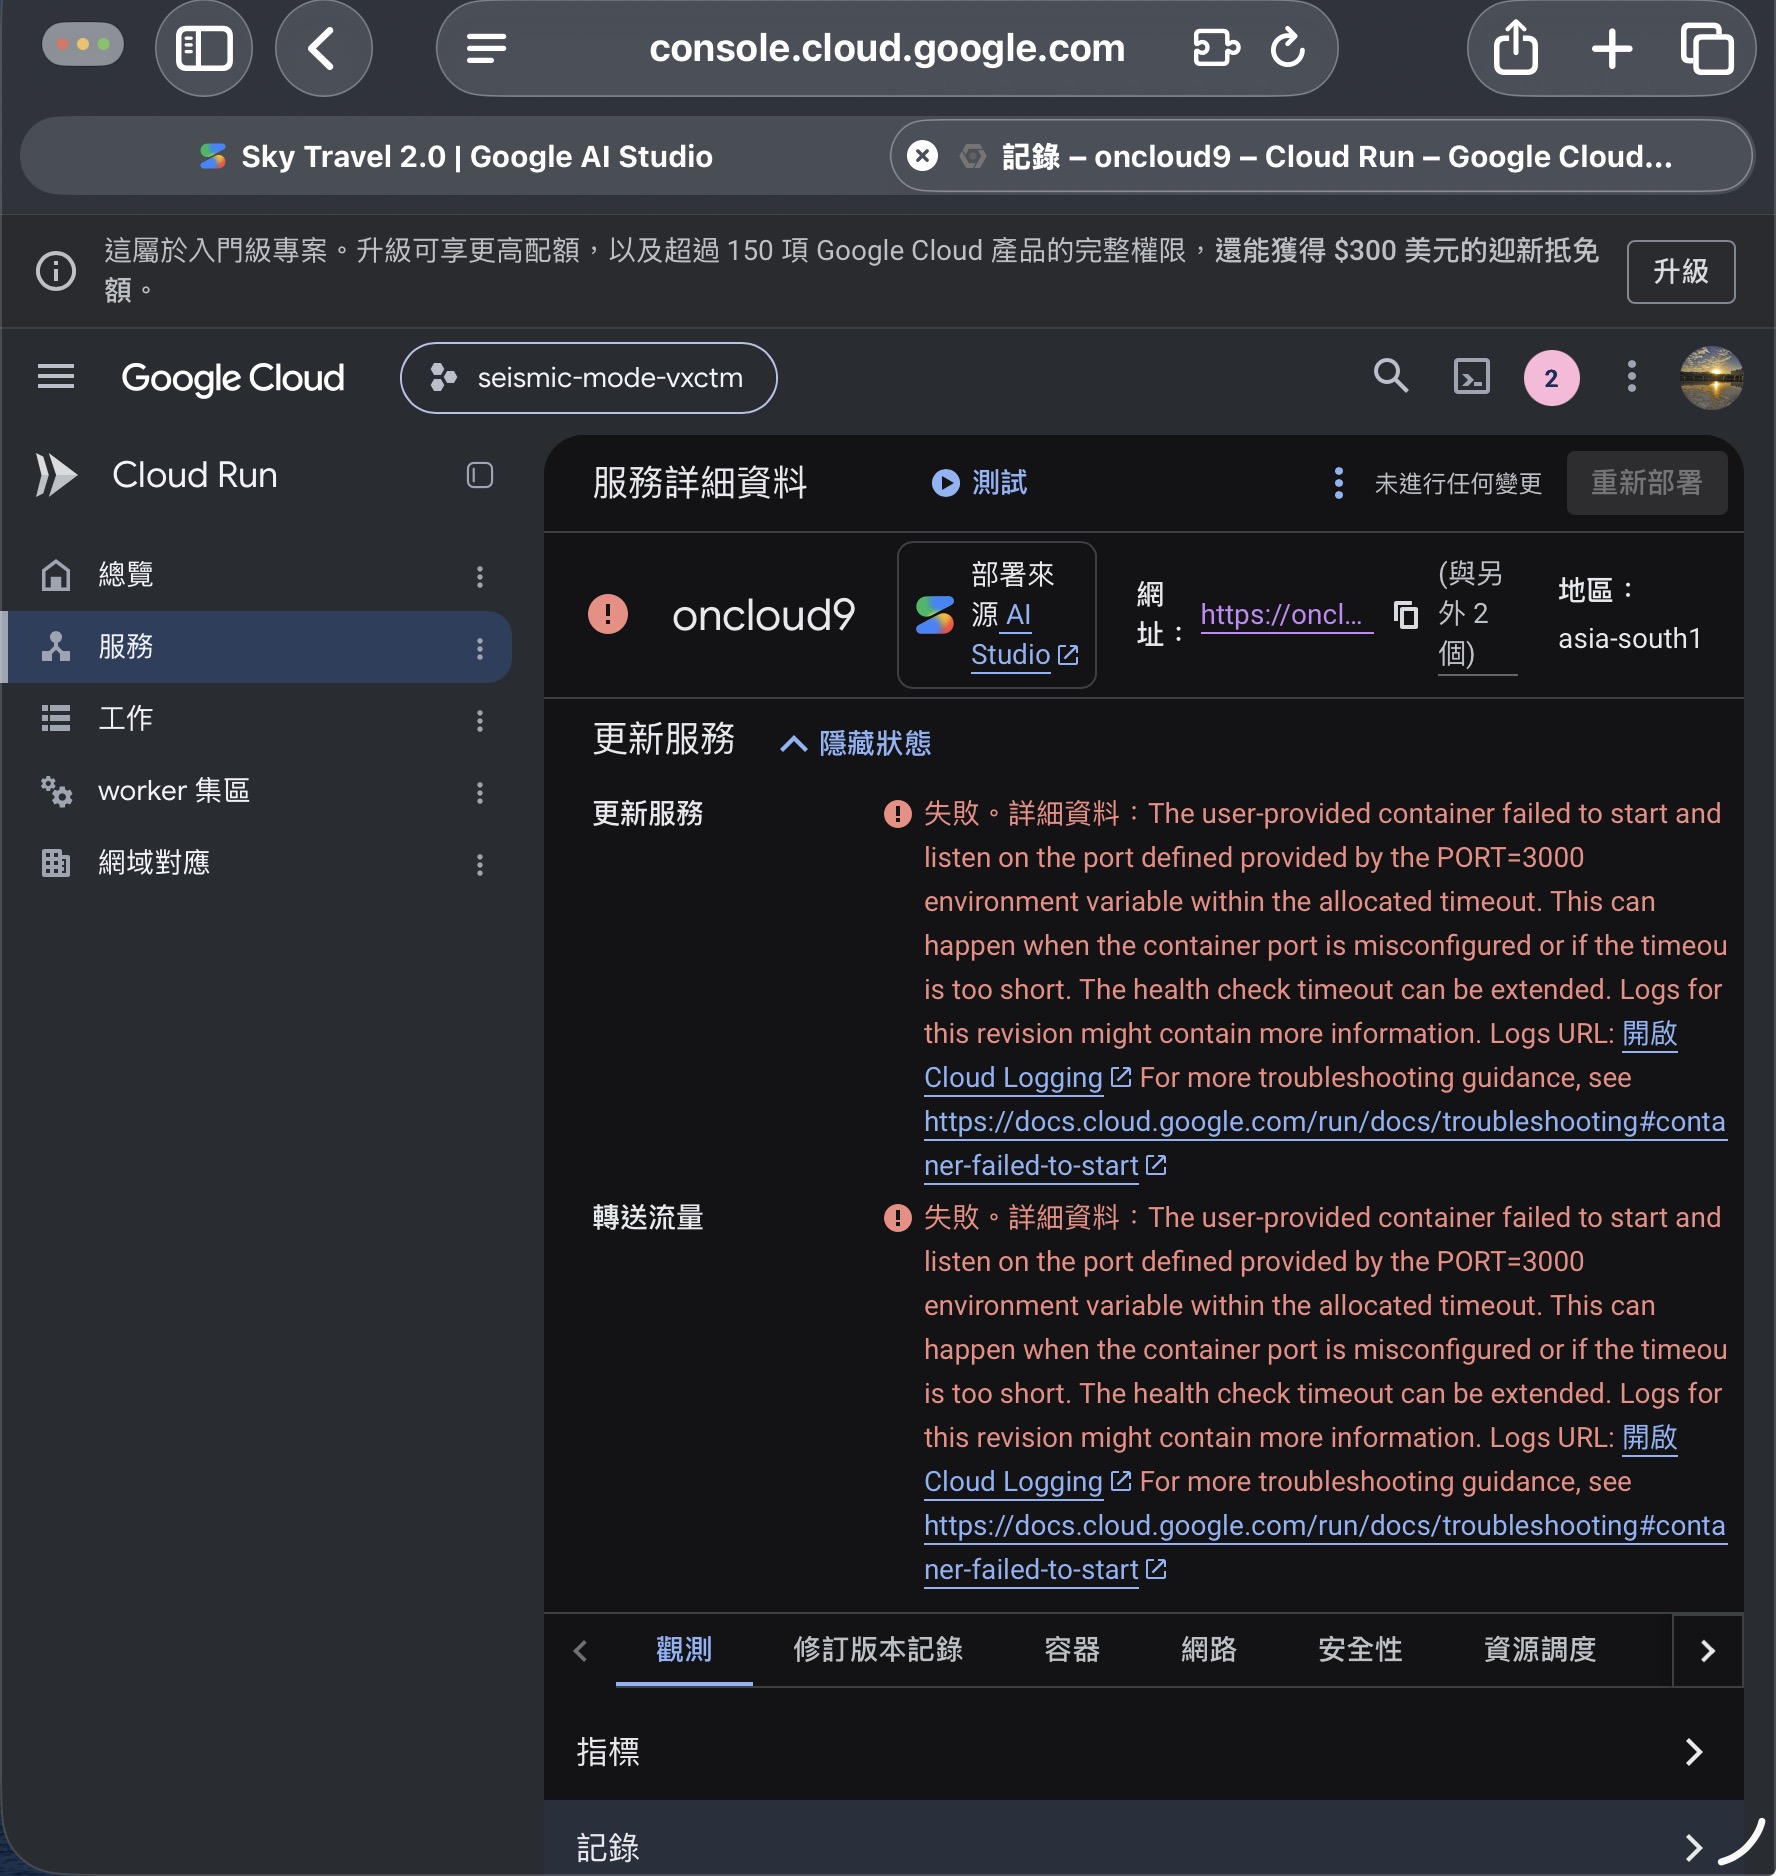 console.cloud.google.com
Sky Travel 2.0 | Google AI Studio
記錄 – oncloud9 – Cloud Run – Google Cloud...
這屬於入門級專案。升級可享更高配額，以及超過 150 項 Google Cloud 產品的完整權限，還能獲得 $300 美元的迎新抵免
額。
升級
Google Cloud
seismic-mode-vxctm
2
Cloud Run
總覽
服務
工作
worker 集區
網域對應
服務詳細資料
測試
未進行任何變更
重新部署
oncloud9
部署來
源 AI
Studio
網
址：
https://oncl...
(與另
外 2
個)
地區：
asia-south1
更新服務
隱藏狀態
更新服務
失敗。詳細資料：The user-provided container failed to start and
listen on the port defined provided by the PORT=3000
environment variable within the allocated timeout. This can
happen when the container port is misconfigured or if the timeou
is too short. The health check timeout can be extended. Logs for
this revision might contain more information. Logs URL: 開啟
Cloud Logging For more troubleshooting guidance, see
https://docs.cloud.google.com/run/docs/troubleshooting#conta
ner-failed-to-start
轉送流量
失敗。詳細資料：The user-provided container failed to start and
listen on the port defined provided by the PORT=3000
environment variable within the allocated timeout. This can
happen when the container port is misconfigured or if the timeou
is too short. The health check timeout can be extended. Logs for
this revision might contain more information. Logs URL: 開啟
Cloud Logging For more troubleshooting guidance, see
https://docs.cloud.google.com/run/docs/troubleshooting#conta
ner-failed-to-start
觀測
修訂版本記錄
容器
網路
安全性
資源調度
指標
記錄